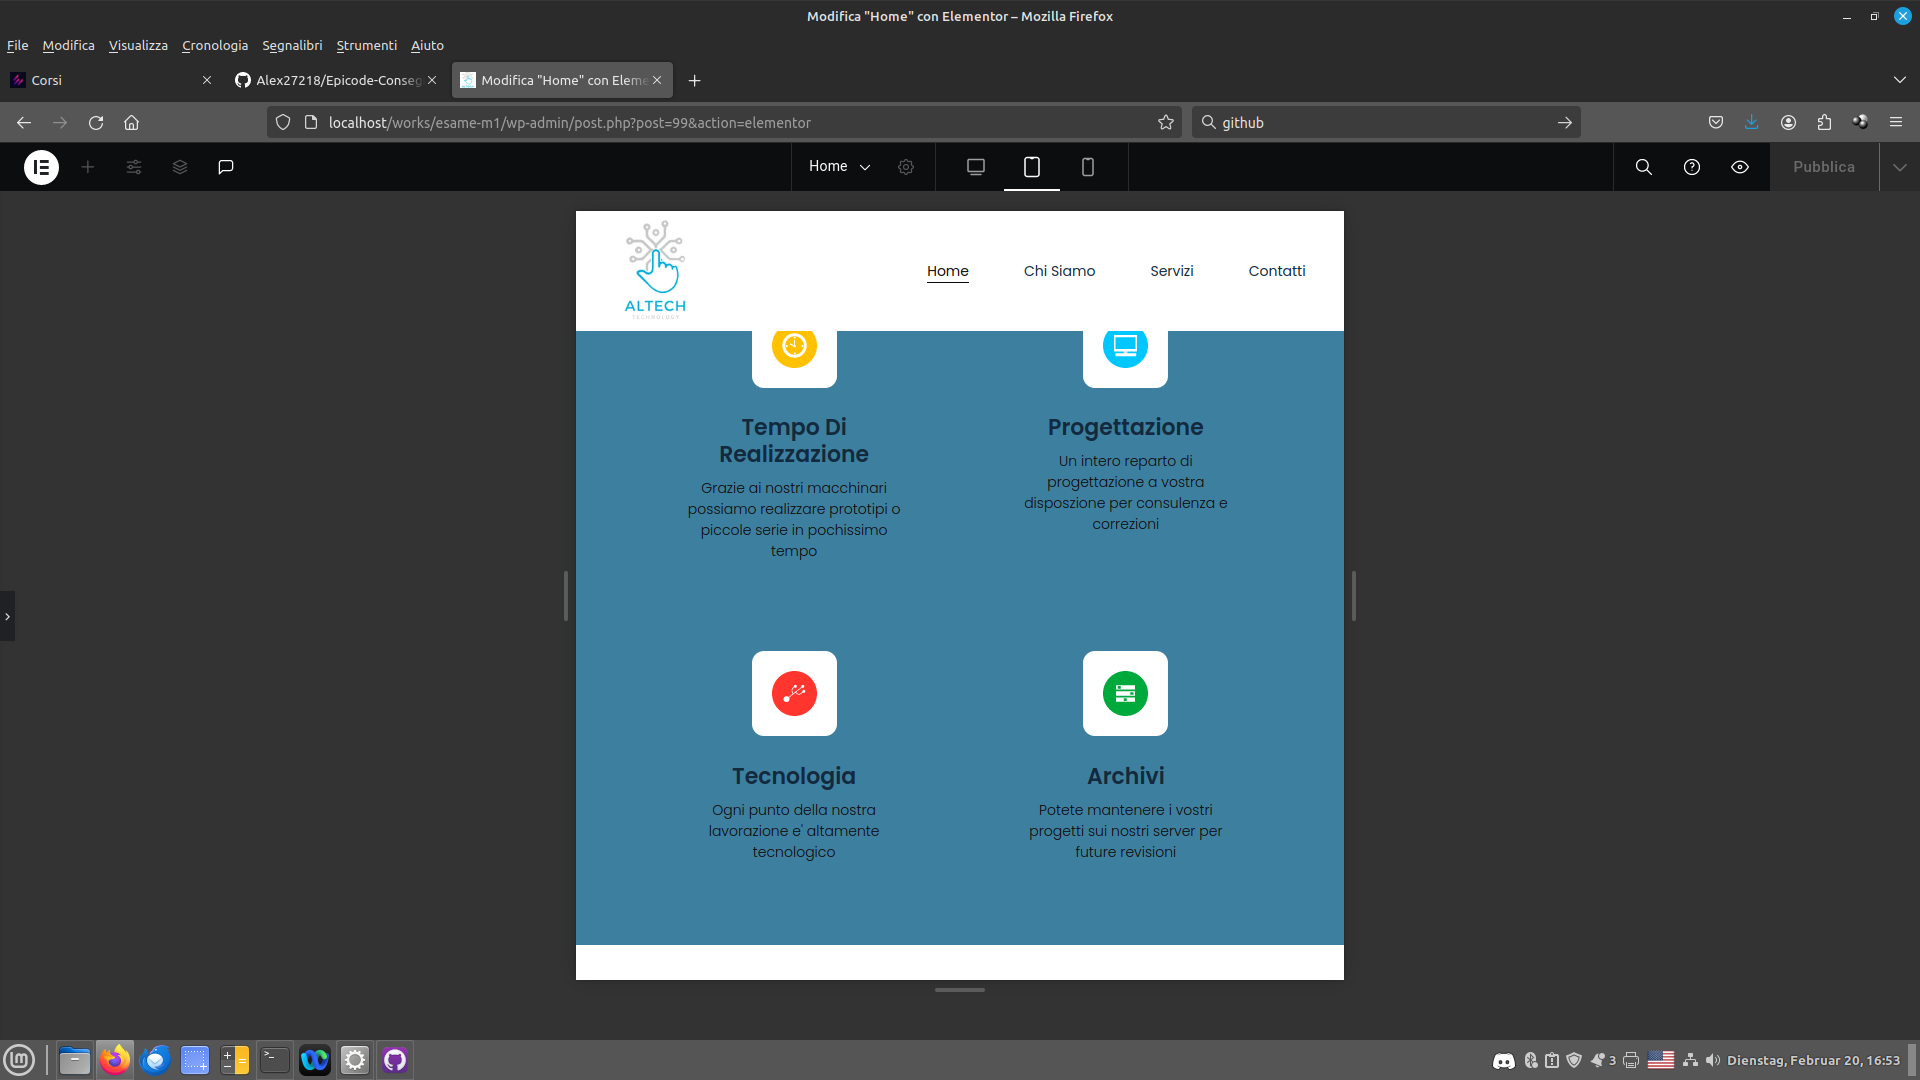 Modifica "Home" con Elementor – Mozilla Firefox
File Modifica Visualizza Cronologia Segnalibri Strumenti Aiuto
Corsi
Alex27218/Epicode-Conseg
Modifica "Home" con Eleme
localhost/works/esame-m1/wp-admin/post.php?post=99&action=elementor
github
Home
Pubblica
ALTECH
TECHNOLOGY
Home Chi Siamo Servizi Contatti
Tempo Di
Realizzazione
Grazie ai nostri macchinari
possiamo realizzare prototipi o
piccole serie in pochissimo
tempo
Progettazione
Un intero reparto di
progettazione a vostra
disposzione per consulenza e
correzioni
Tecnologia
Ogni punto della nostra
lavorazione e' altamente
tecnologico
Archivi
Potete mantenere i vostri
progetti sui nostri server per
future revisioni
3
Dienstag, Februar 20, 16:53